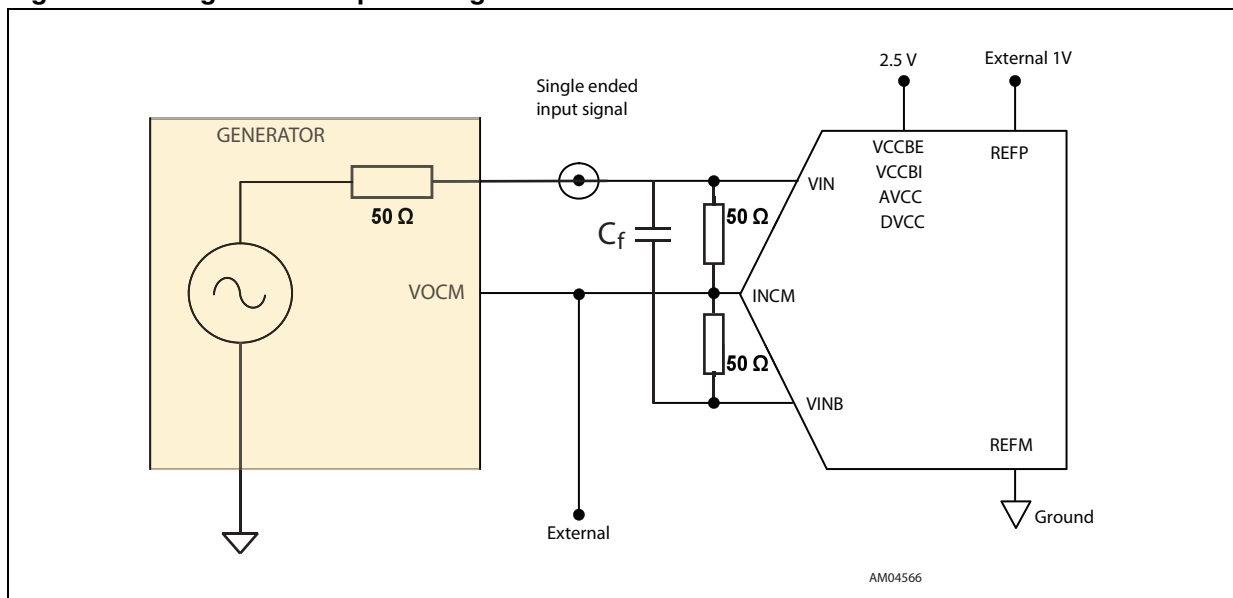 Single ended
input signal
2.5 V
External 1V
GENERATOR
VCCBE
VCCBI
AVCC
DVCC
REFP
VIN
50 Ω
50 Ω
Cf
VOCM
INCM
50 Ω
VINB
REFM
External
Ground
AM04566